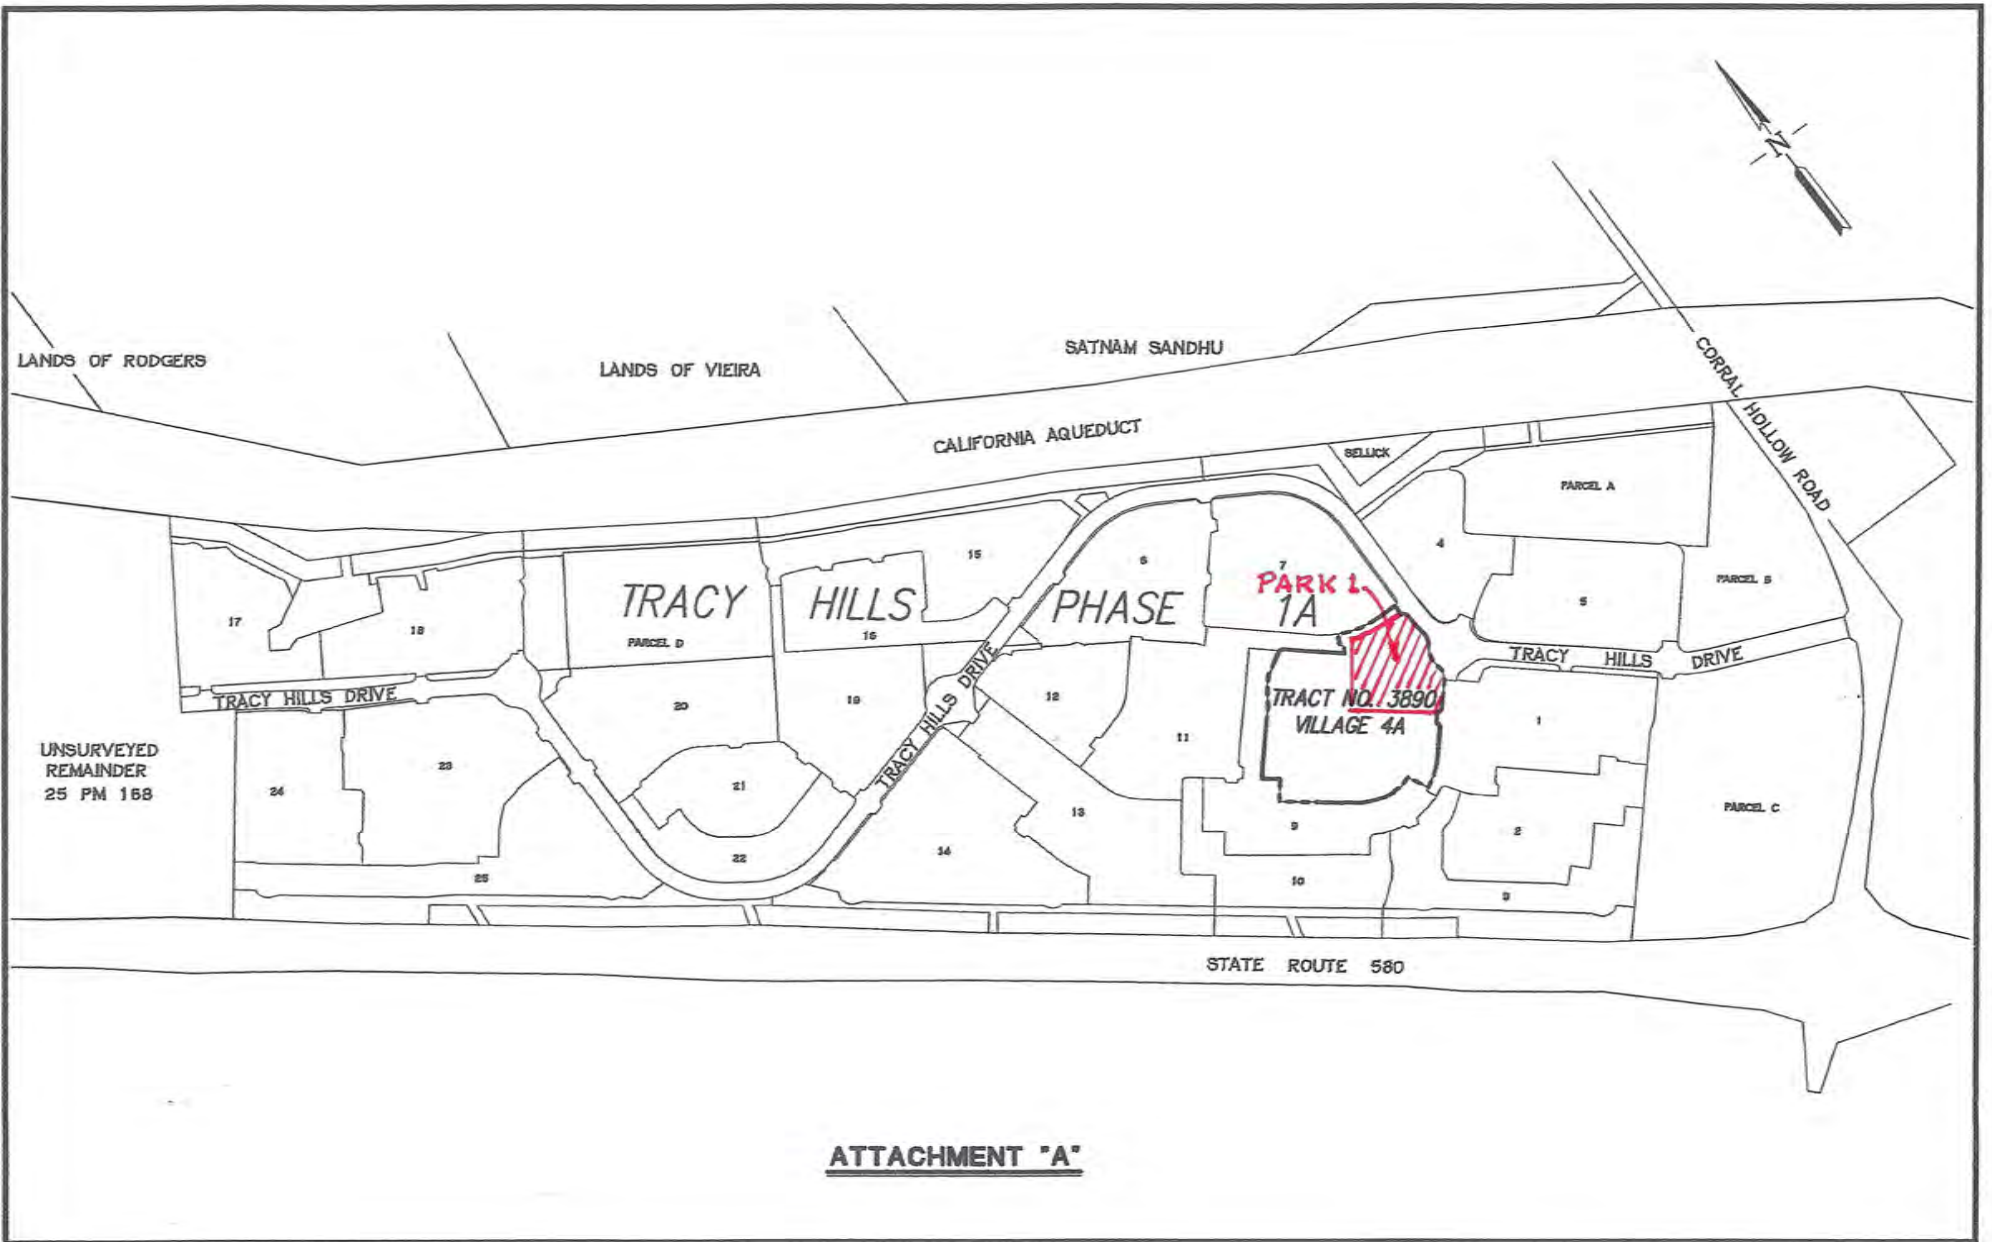 N
LANDS OF RODGERS
LANDS OF VIEIRA
SATNAM SANDHU
CORRAL HOLLOW ROAD
CALIFORNIA AQUEDUCT
SELLICK
PARCEL A
15
6
7
4
PARCEL B
5
PARK 1
TRACY HILLS PHASE 1A
17
18
PARCEL D
16
TRACY HILLS DRIVE
TRACY HILLS DRIVE
TRACY HILLS DRIVE
20
19
12
TRACT NO. 3890
VILLAGE 4A
1
11
UNSURVEYED
REMAINDER
25 PM 168
24
23
21
13
9
2
PARCEL C
22
14
25
10
3
STATE ROUTE 580
ATTACHMENT "A"